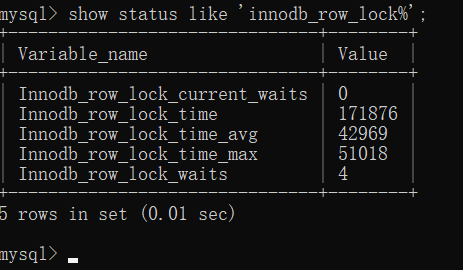 mysql> show status like 'innodb_row_lock%';
+-------------------------------+--------+
| Variable_name | Value |
+-------------------------------+--------+
| Innodb_row_lock_current_waits | 0 |
| Innodb_row_lock_time | 171876 |
| Innodb_row_lock_time_avg | 42969 |
| Innodb_row_lock_time_max | 51018 |
| Innodb_row_lock_waits | 4 |
+-------------------------------+--------+
5 rows in set (0.01 sec)
mysql>